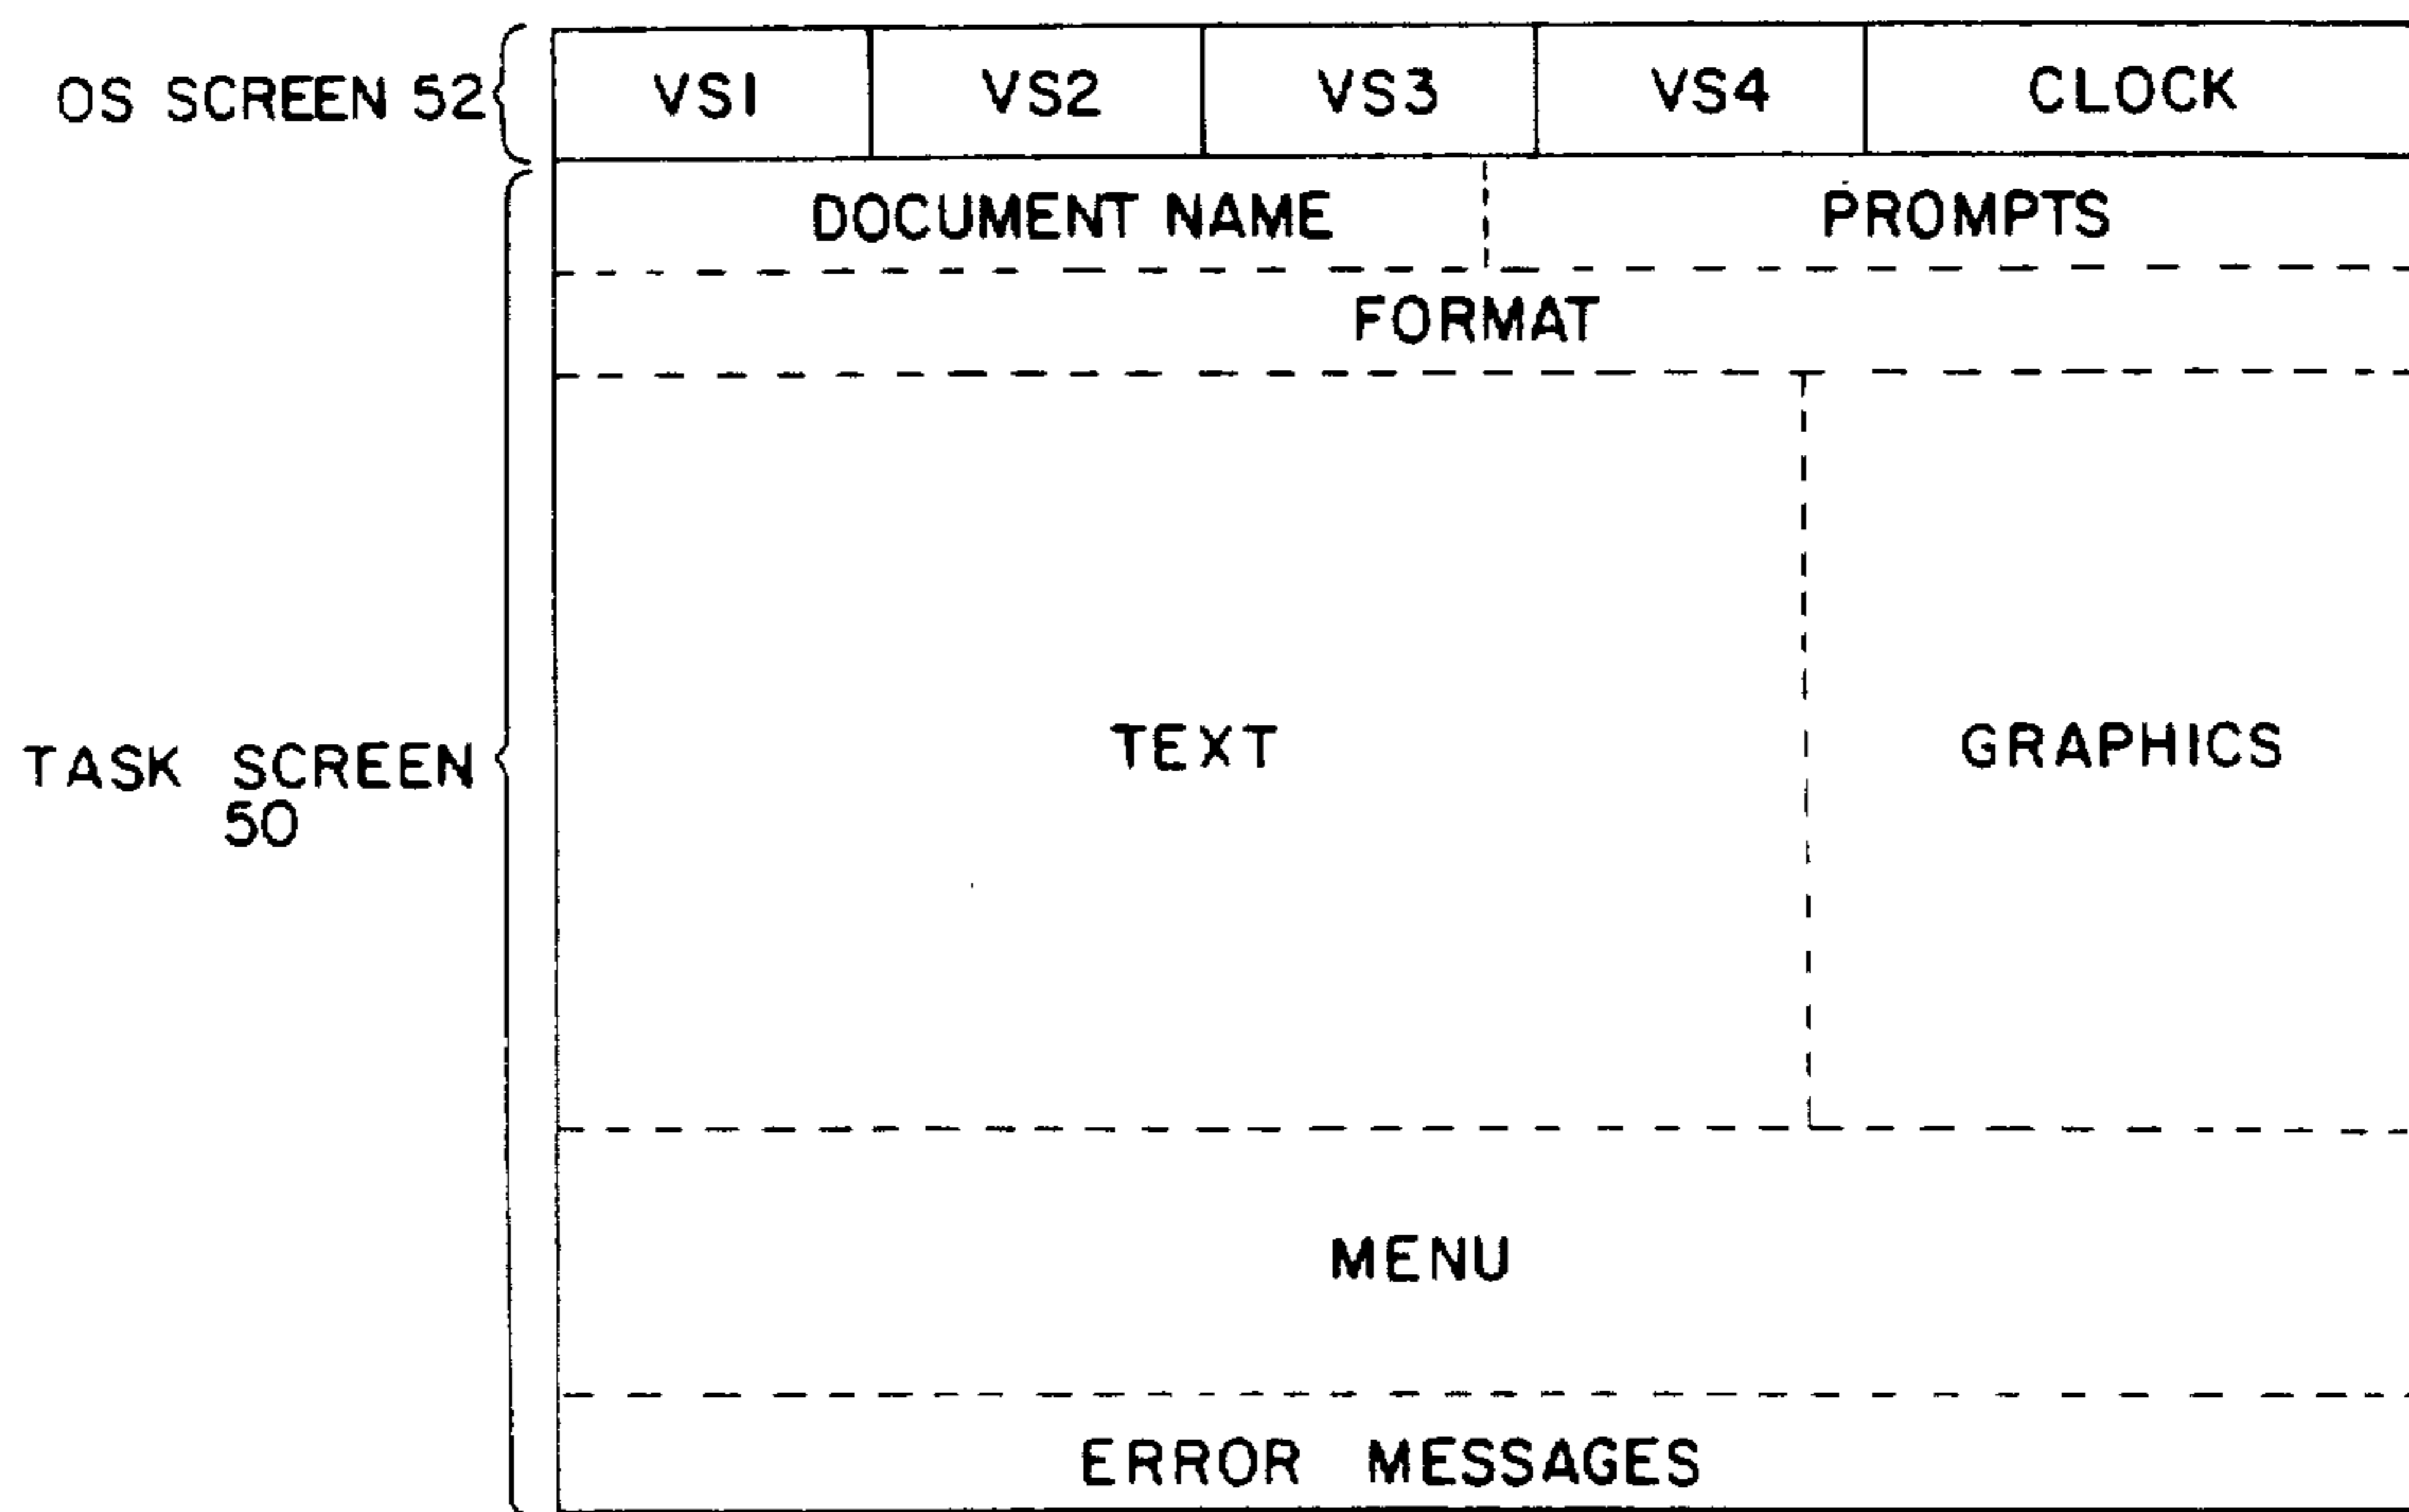 OS SCREEN 52
VS1
VS2
VS3
VS4
CLOCK
DOCUMENT NAME
PROMPTS
FORMAT
TASK SCREEN
50
TEXT
GRAPHICS
MENU
ERROR MESSAGES